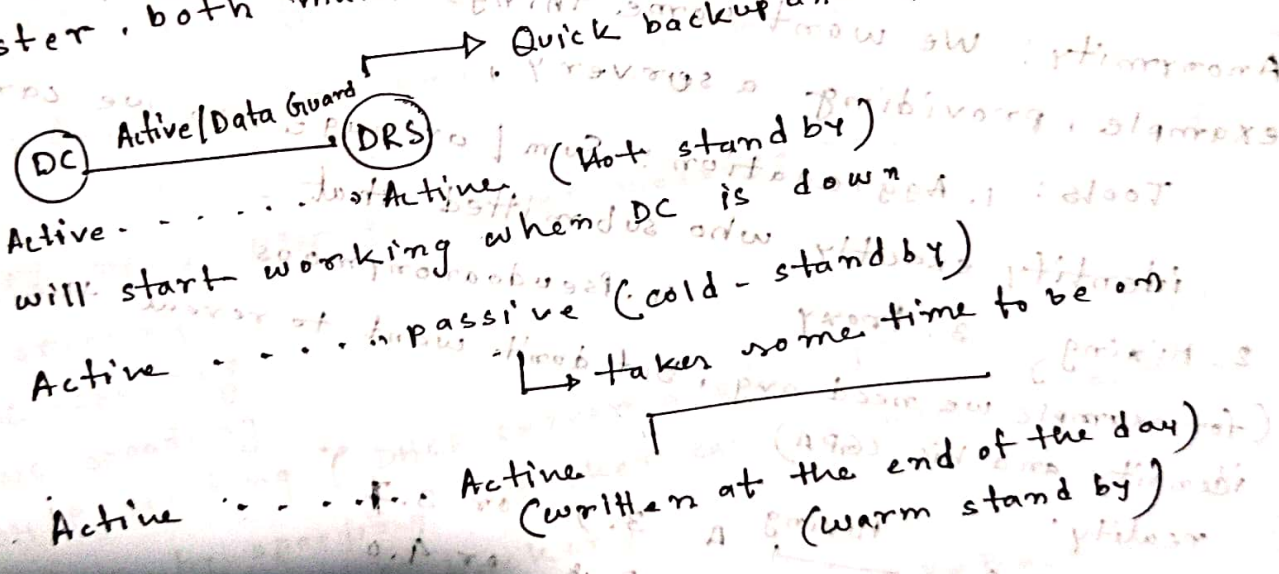 ster, both
Quick backup
Active/Data Guard
DC
DRS
Active . . . . . . . Active (Hot stand by)
will start working when DC is down.
Active . . . . . passive (cold-stand by)
takes some time to be on
Active . . . . . . Active
(written at the end of the day)
(warm stand by)